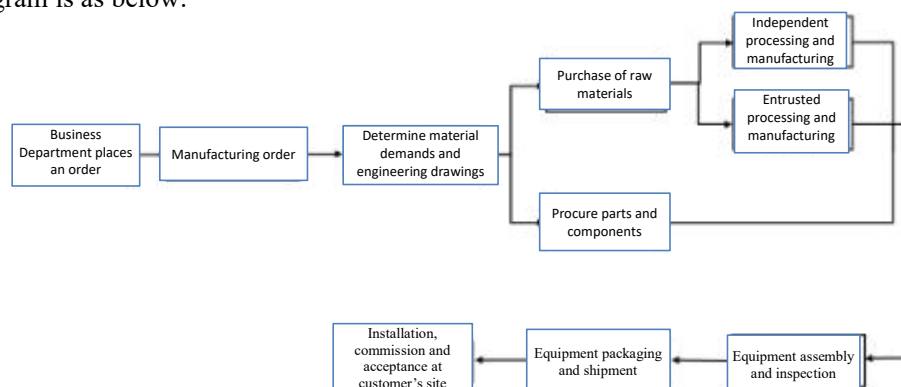 gram is as below:
Independent
processing and
manufacturing
Purchase of raw
materials
Entrusted
processing and
manufacturing
Business
Department places
an order
Manufacturing order
Determine material
demands and
engineering drawings
Procure parts and
components
Installation,
commission and
acceptance at
customer's site
Equipment packaging
and shipment
Equipment assembly
and inspection